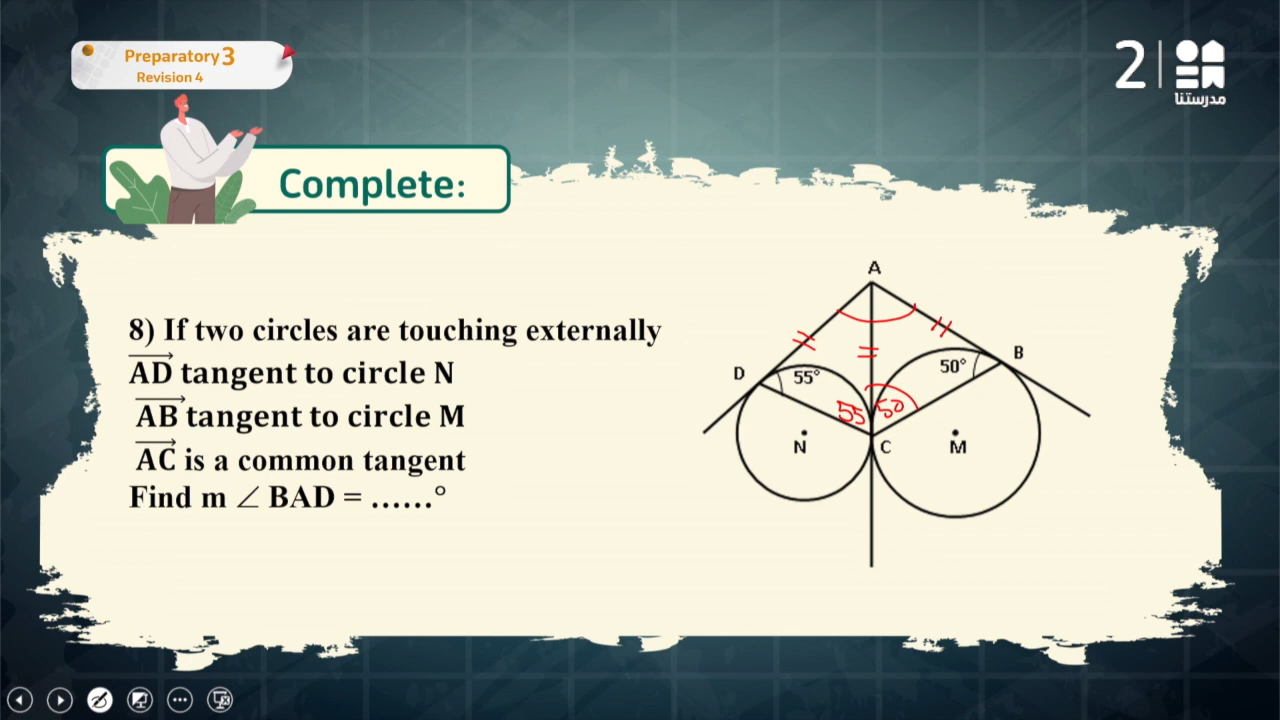 Preparatory 3
Revision 4
2
مدرستنا
Complete:
8) If two circles are touching externally
AD tangent to circle N
AB tangent to circle M
AC is a common tangent
Find m ∠ BAD = ......°
A
D
55°
50°
B
55
50
N
C
M